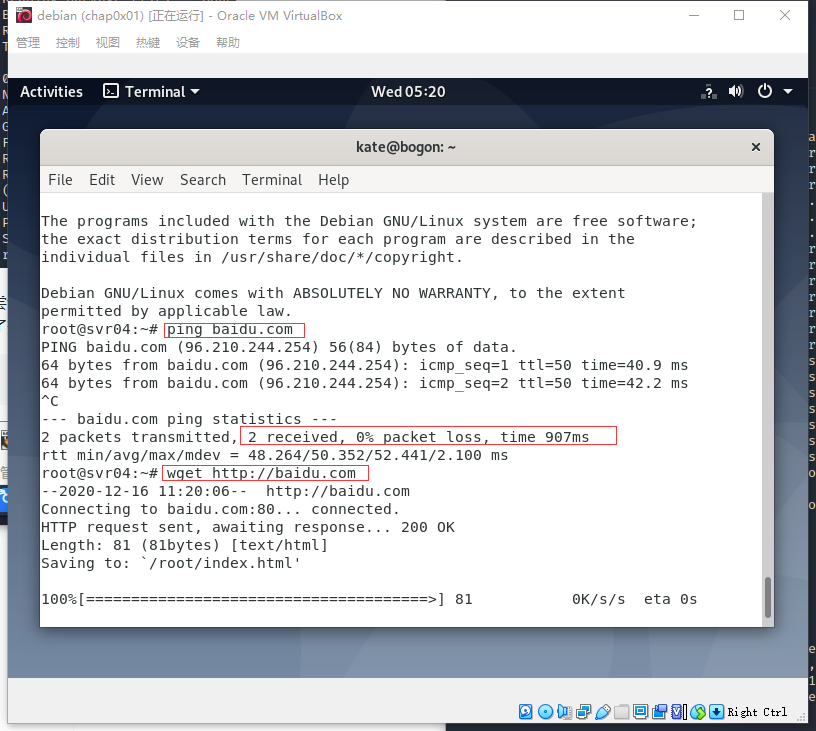 debian (chap0x01) [正在运行] - Oracle VM VirtualBox
管理 控制 视图 热键 设备 帮助
Activities Terminal Wed 05:20
kate@bogon: ~
File Edit View Search Terminal Help
The programs included with the Debian GNU/Linux system are free software;
the exact distribution terms for each program are described in the
individual files in /usr/share/doc/*/copyright.
Debian GNU/Linux comes with ABSOLUTELY NO WARRANTY, to the extent
permitted by applicable law.
root@svr04:~# ping baidu.com
PING baidu.com (96.210.244.254) 56(84) bytes of data.
64 bytes from baidu.com (96.210.244.254): icmp_seq=1 ttl=50 time=40.9 ms
64 bytes from baidu.com (96.210.244.254): icmp_seq=2 ttl=50 time=42.2 ms
^C
--- baidu.com ping statistics ---
2 packets transmitted, 2 received, 0% packet loss, time 907ms
rtt min/avg/max/mdev = 48.264/50.352/52.441/2.100 ms
root@svr04:~# wget http://baidu.com
--2020-12-16 11:20:06--  http://baidu.com
Connecting to baidu.com:80... connected.
HTTP request sent, awaiting response... 200 OK
Length: 81 (81bytes) [text/html]
Saving to: `/root/index.html'
100%[======================================>] 81 0K/s/s eta 0s
Right Ctrl